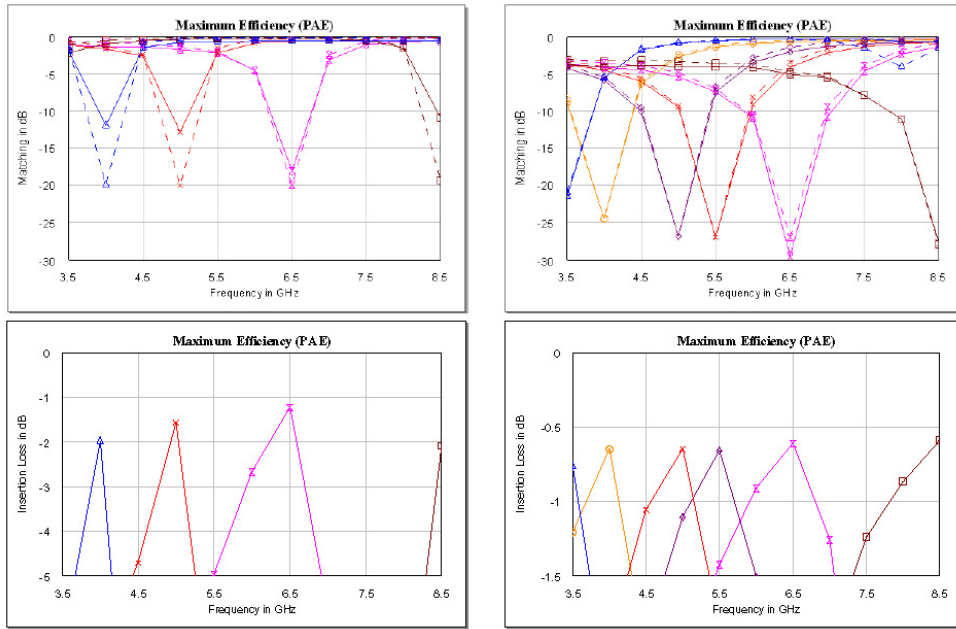 Maximum Efficiency (PAE)
0
-5
-10
-15
-20
-25
-30
Matching in dB
3.5 4.5 5.5 6.5 7.5 8.5
Frequency in GHz
Maximum Efficiency (PAE)
0
-5
-10
-15
-20
-25
-30
Matching in dB
3.5 4.5 5.5 6.5 7.5 8.5
Frequency in GHz
Maximum Efficiency (PAE)
0
-1
-2
-3
-4
-5
Insertion Loss in dB
3.5 4.5 5.5 6.5 7.5 8.5
Frequency in GHz
Maximum Efficiency (PAE)
0
-0.5
-1
-1.5
Insertion Loss in dB
3.5 4.5 5.5 6.5 7.5 8.5
Frequency in GHz